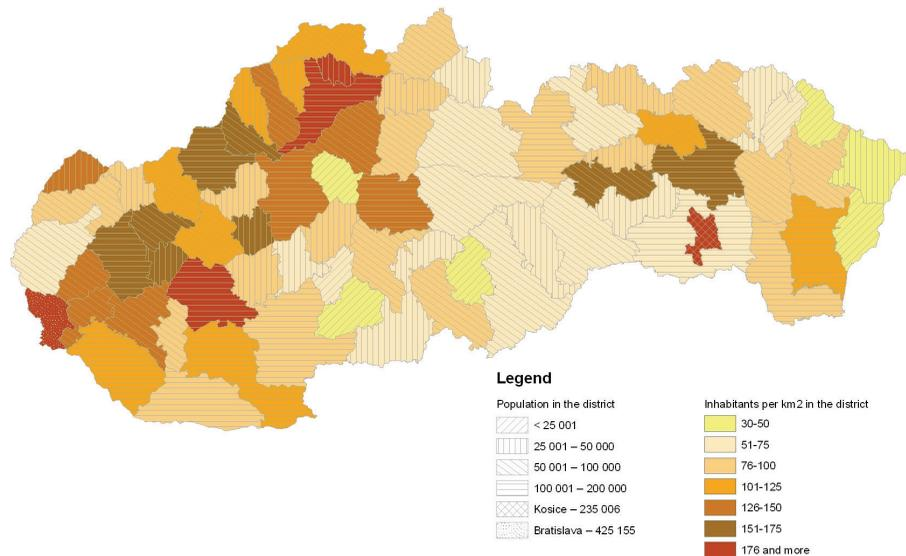 Legend
Population in the district
< 25 001
25 001 – 50 000
50 001 – 100 000
100 001 – 200 000
Kosice – 235 006
Bratislava – 425 155
Inhabitants per km2 in the district
30-50
51-75
76-100
101-125
126-150
151-175
176 and more